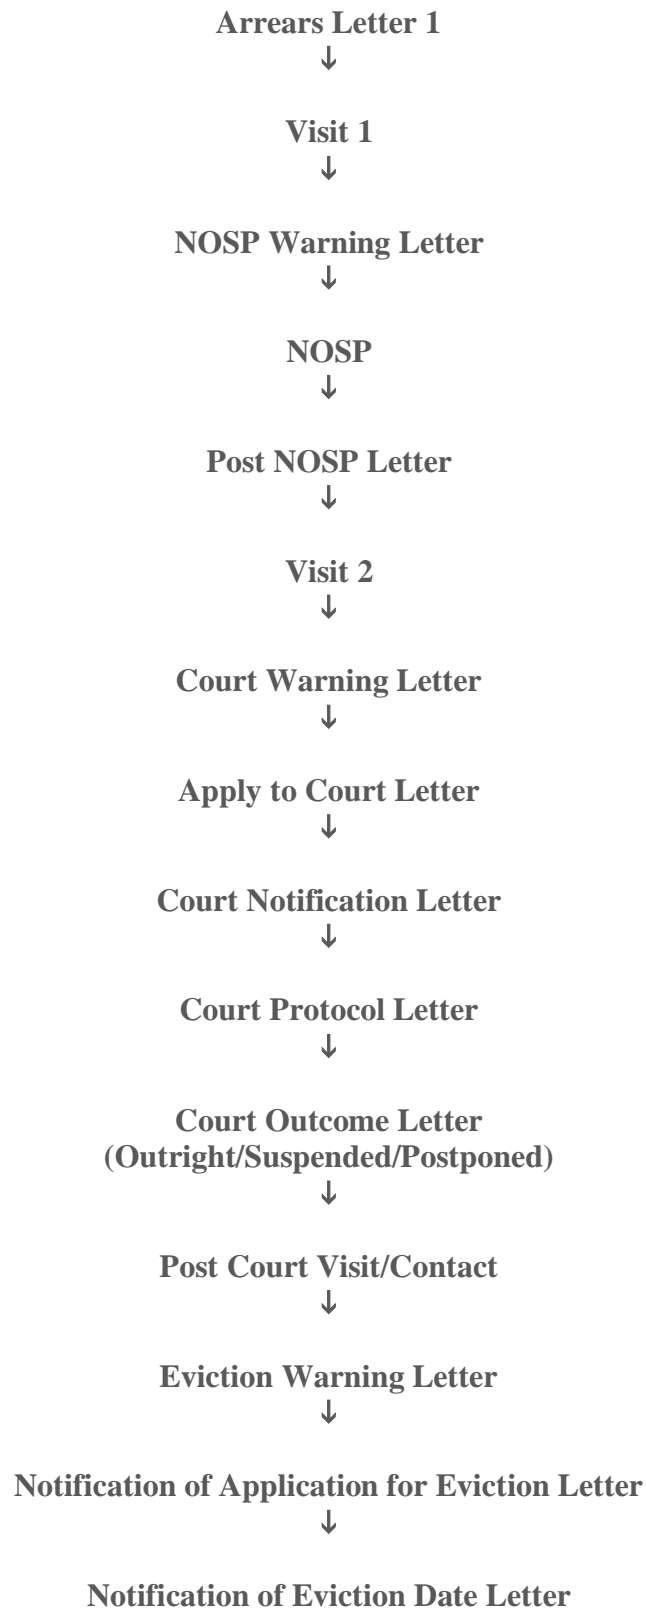 Arrears Letter 1
↓
Visit 1
↓
NOSP Warning Letter
↓
NOSP
↓
Post NOSP Letter
↓
Visit 2
↓
Court Warning Letter
↓
Apply to Court Letter
↓
Court Notification Letter
↓
Court Protocol Letter
↓
Court Outcome Letter
(Outright/Suspended/Postponed)
↓
Post Court Visit/Contact
↓
Eviction Warning Letter
↓
Notification of Application for Eviction Letter
↓
Notification of Eviction Date Letter